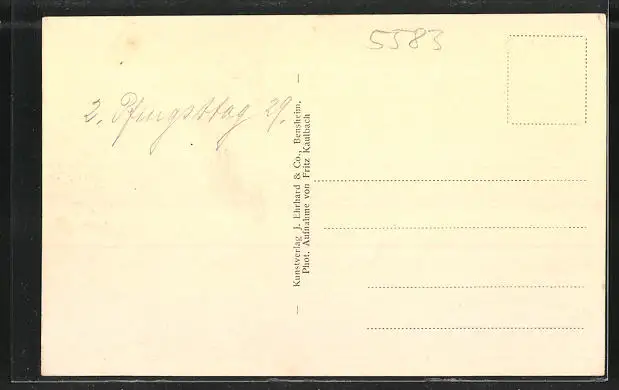 5583
2. Pfingsttag 29.
Kunstverlag J. Ehrhard & Co., Bensheim.
Phot. Aufnahme von Fritz Kaulbach